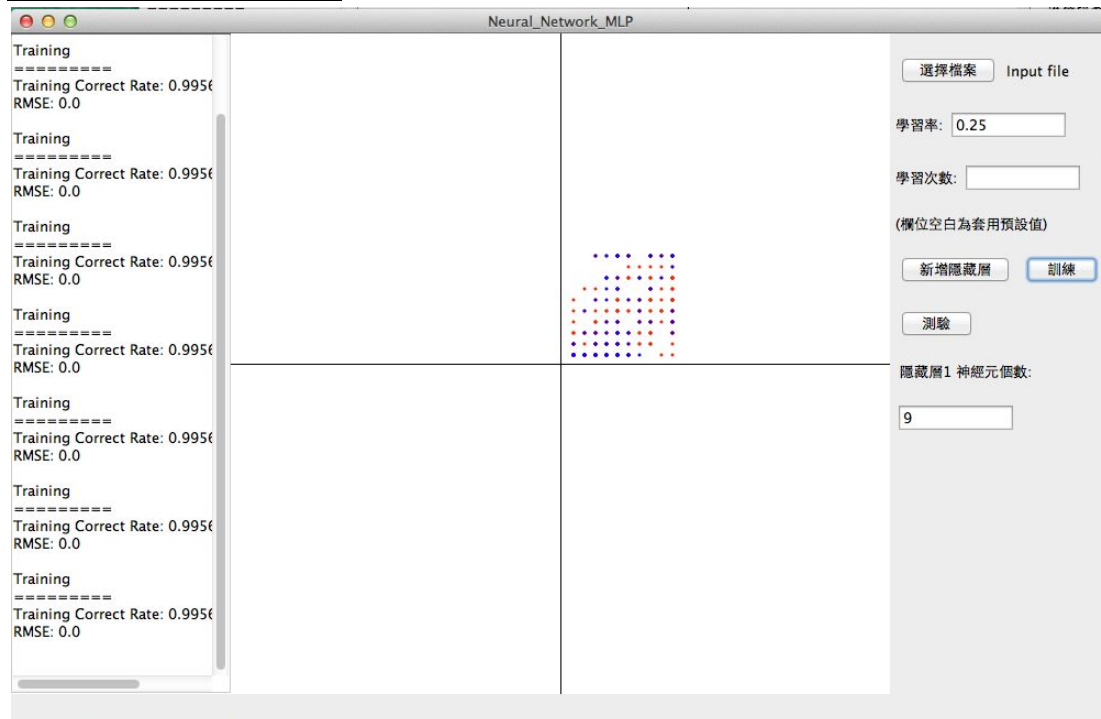 Neural_Network_MLP
Training
=========
Training Correct Rate: 0.9956
RMSE: 0.0
Training
=========
Training Correct Rate: 0.9956
RMSE: 0.0
Training
=========
Training Correct Rate: 0.9956
RMSE: 0.0
Training
=========
Training Correct Rate: 0.9956
RMSE: 0.0
Training
=========
Training Correct Rate: 0.9956
RMSE: 0.0
Training
=========
Training Correct Rate: 0.9956
RMSE: 0.0
Training
=========
Training Correct Rate: 0.9956
RMSE: 0.0
選擇檔案 Input file
學習率: 0.25
學習次數:
(欄位空白為套用預設值)
新增隱藏層 訓練
測驗
隱藏層1 神經元個數:
9